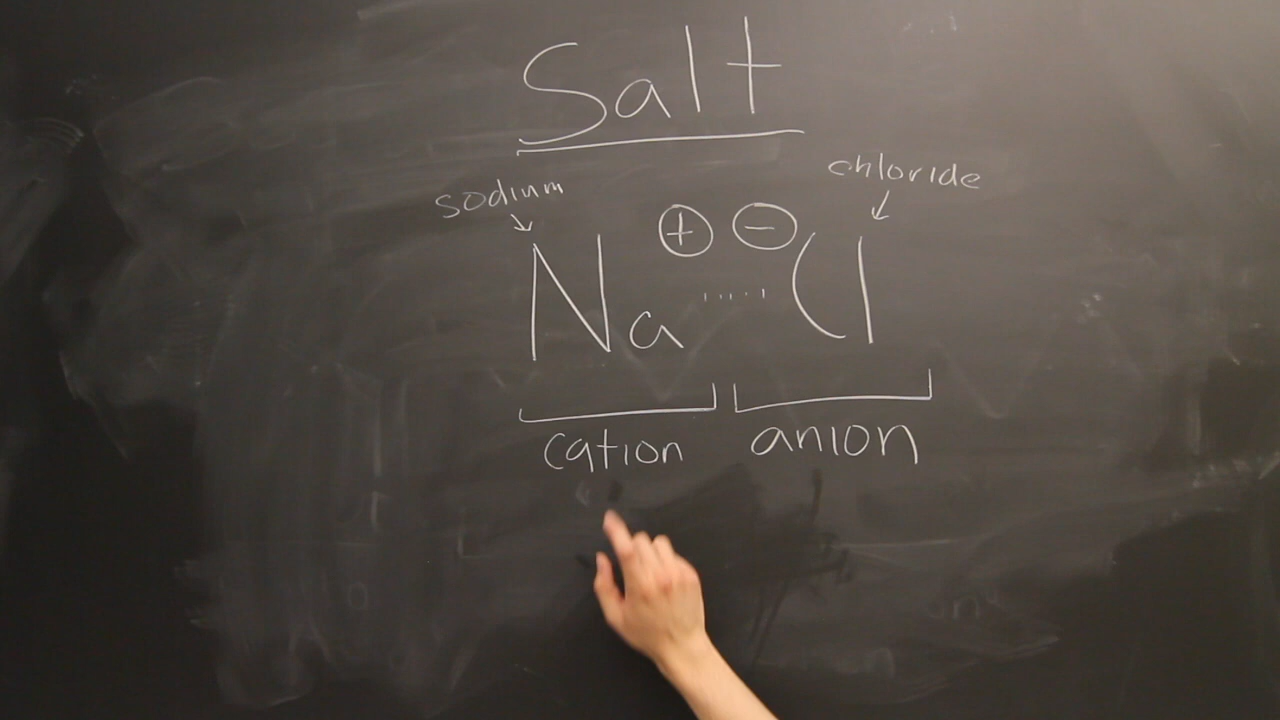 Salt
sodium chloride
↓ ↓
Na ⊕ ..... ⊖ Cl
cation anion